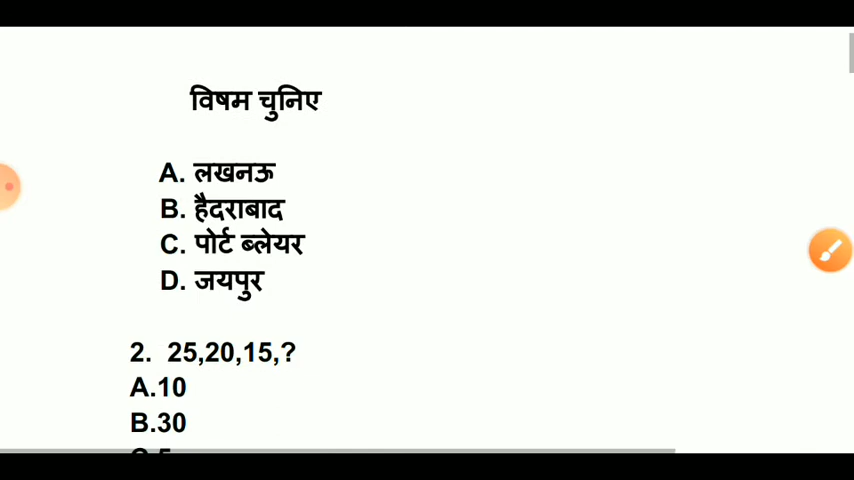 विषम चुनिए
A. लखनऊ
B. हैदराबाद
C. पोर्ट ब्लेयर
D. जयपुर
2. 25,20,15,?
A.10
B.30